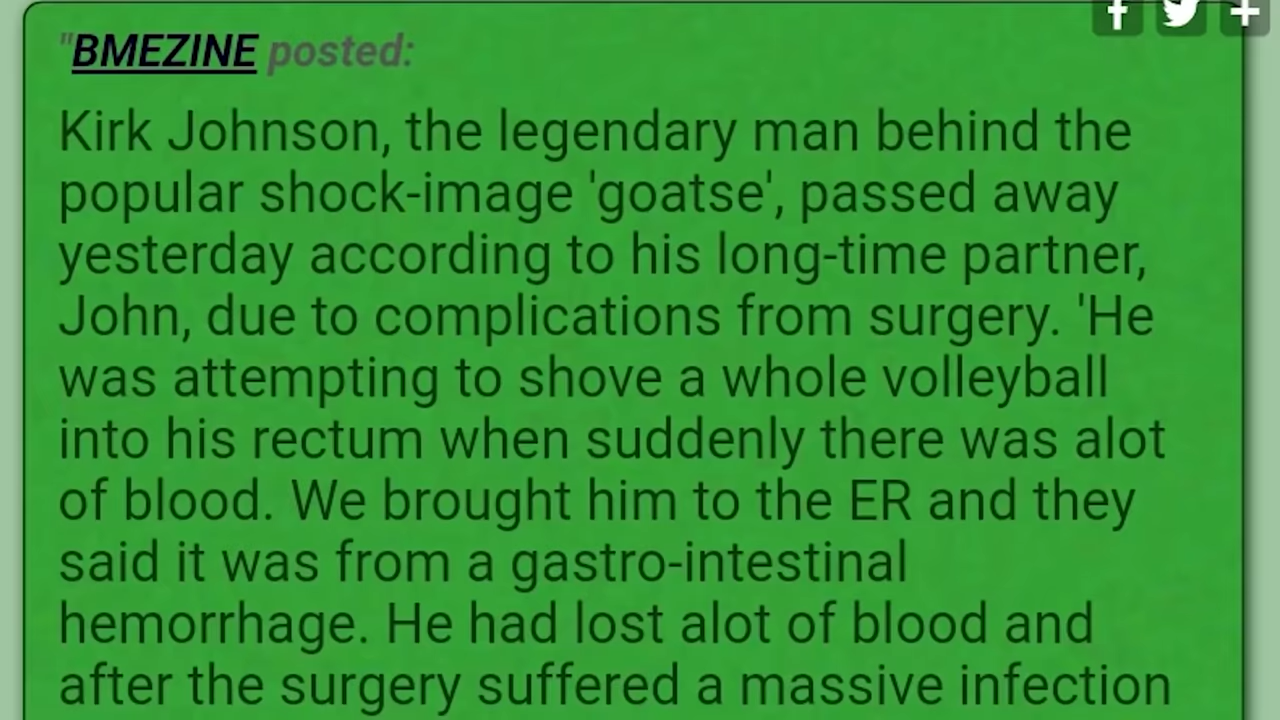 "BMEZINE posted:
Kirk Johnson, the legendary man behind the
popular shock-image 'goatse', passed away
yesterday according to his long-time partner,
John, due to complications from surgery. 'He
was attempting to shove a whole volleyball
into his rectum when suddenly there was alot
of blood. We brought him to the ER and they
said it was from a gastro-intestinal
hemorrhage. He had lost alot of blood and
after the surgery suffered a massive infection